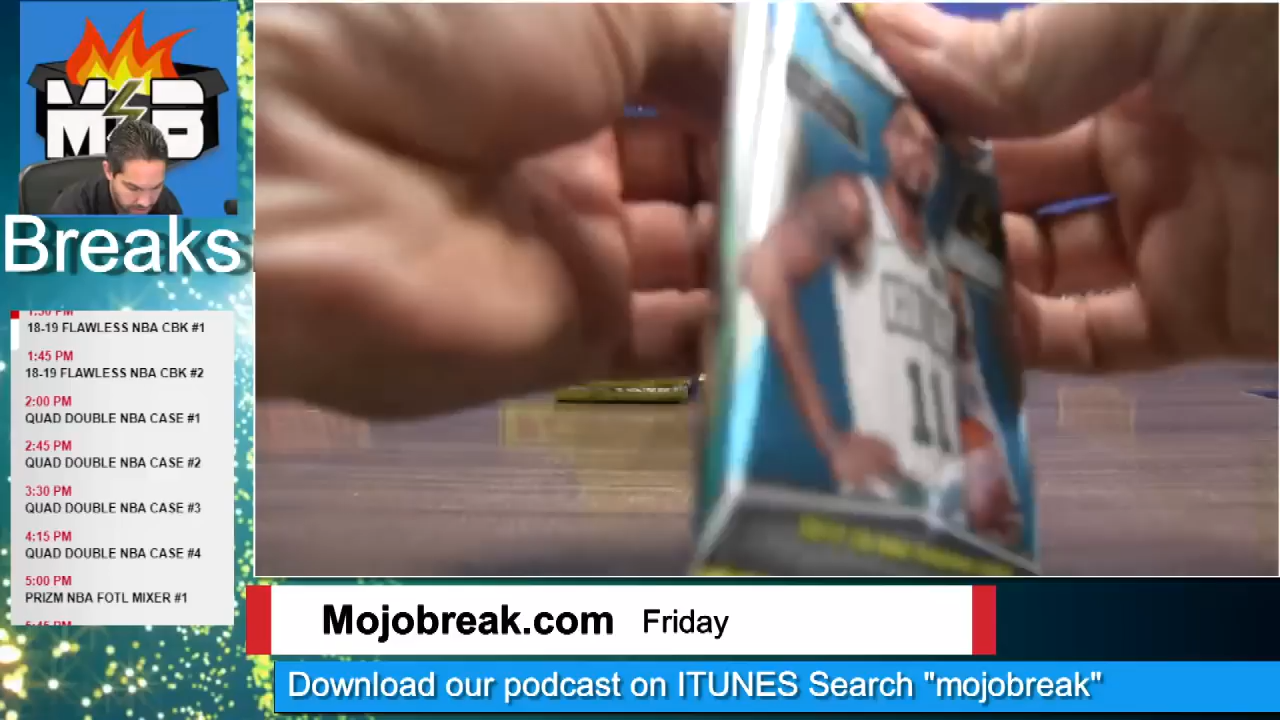 M B
M B
Breaks
1:30 PM
18-19 FLAWLESS NBA CBK #1
1:45 PM
18-19 FLAWLESS NBA CBK #2
2:00 PM
QUAD DOUBLE NBA CASE #1
2:45 PM
QUAD DOUBLE NBA CASE #2
3:30 PM
QUAD DOUBLE NBA CASE #3
4:15 PM
QUAD DOUBLE NBA CASE #4
5:00 PM
PRIZM NBA FOTL MIXER #1
5:45 PM
11
Mojobreak.com Friday
Download our podcast on ITUNES Search "mojobreak"